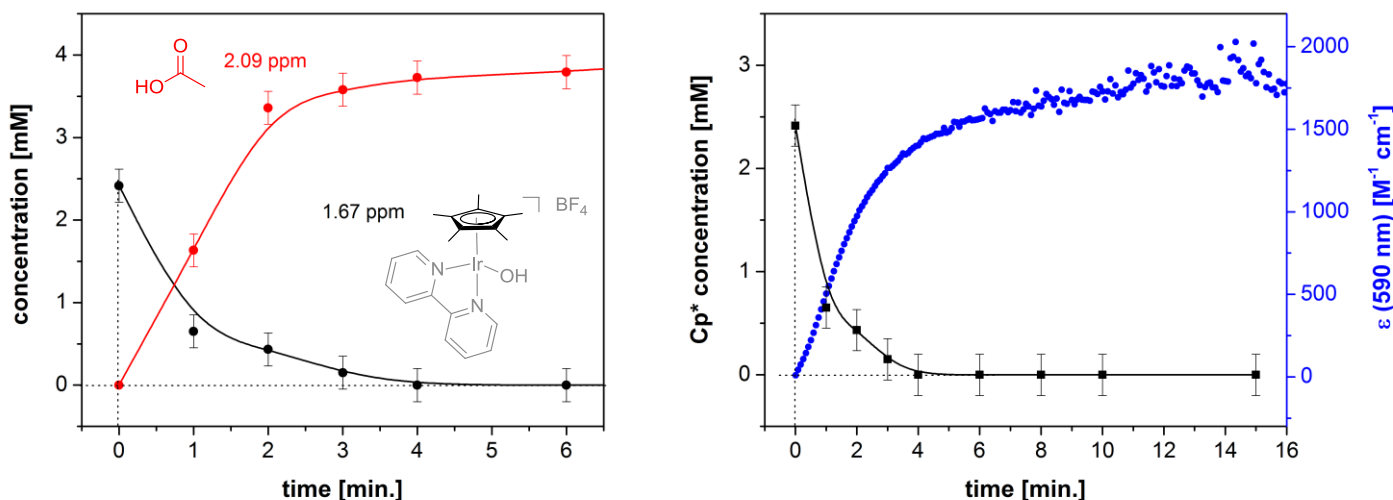 concentration [mM]
4
3
2
1
0
0 1 2 3 4 5 6
time [min.]
O
HO
2.09 ppm
1.67 ppm
BF4
Ir
OH
N
N
Cp* concentration [mM]
3
2
1
0
0 2 4 6 8 10 12 14 16
time [min.]
2000
1500
1000
500
0
ε (590 nm) [M⁻¹ cm⁻¹]